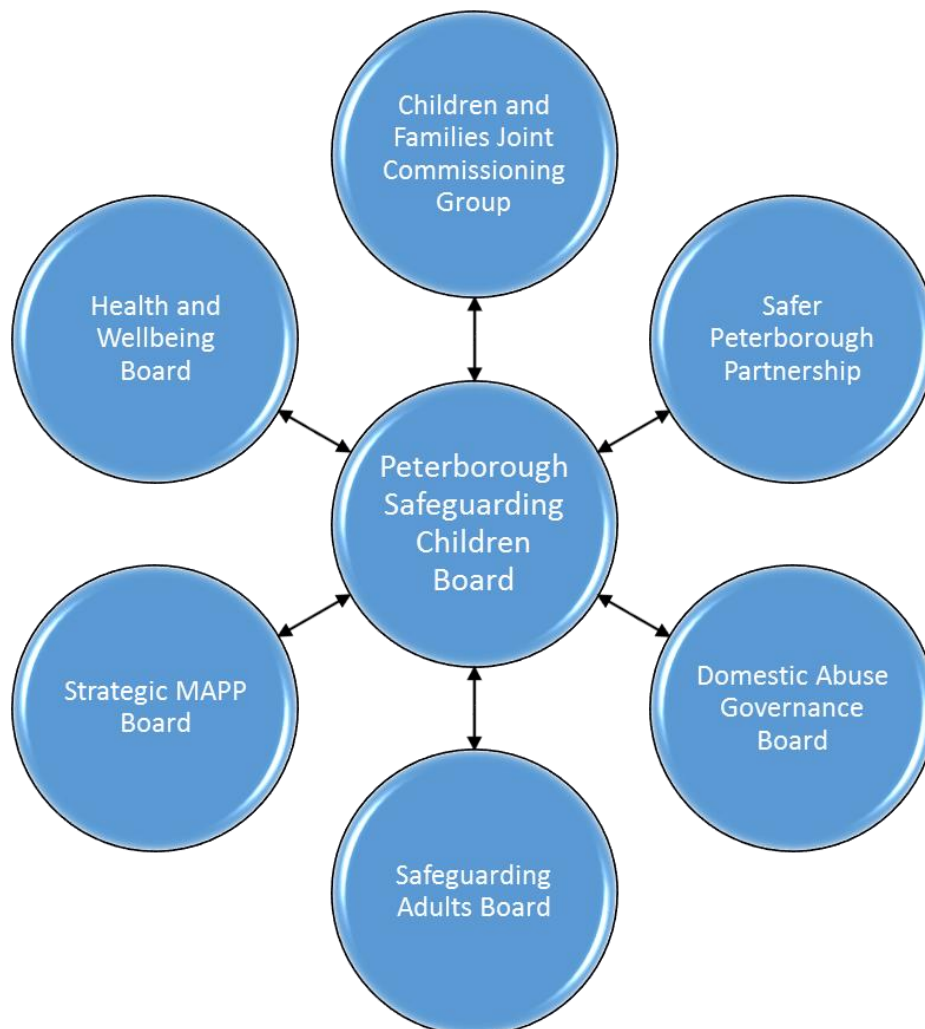 Children and
Families Joint
Commissioning
Group
Health and
Wellbeing
Board
Safer
Peterborough
Partnership
Peterborough
Safeguarding
Children
Board
Strategic MAPP
Board
Domestic Abuse
Governance
Board
Safeguarding
Adults Board